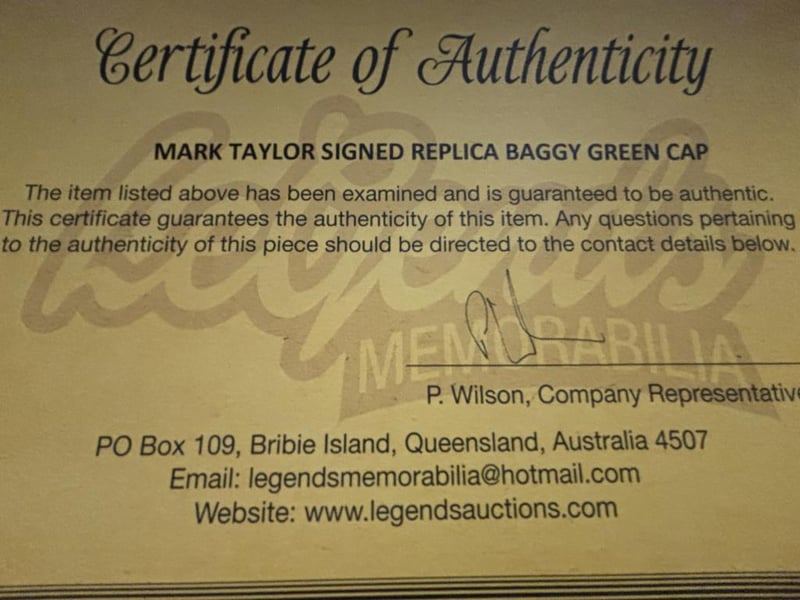 Certificate of Authenticity
MARK TAYLOR SIGNED REPLICA BAGGY GREEN CAP
The item listed above has been examined and is guaranteed to be authentic.
This certificate guarantees the authenticity of this item. Any questions pertaining
to the authenticity of this piece should be directed to the contact details below.
Legends
MEMORABILIA
P. Wilson, Company Representative
PO Box 109, Bribie Island, Queensland, Australia 4507
Email: legendsmemorabilia@hotmail.com
Website: www.legendsauctions.com